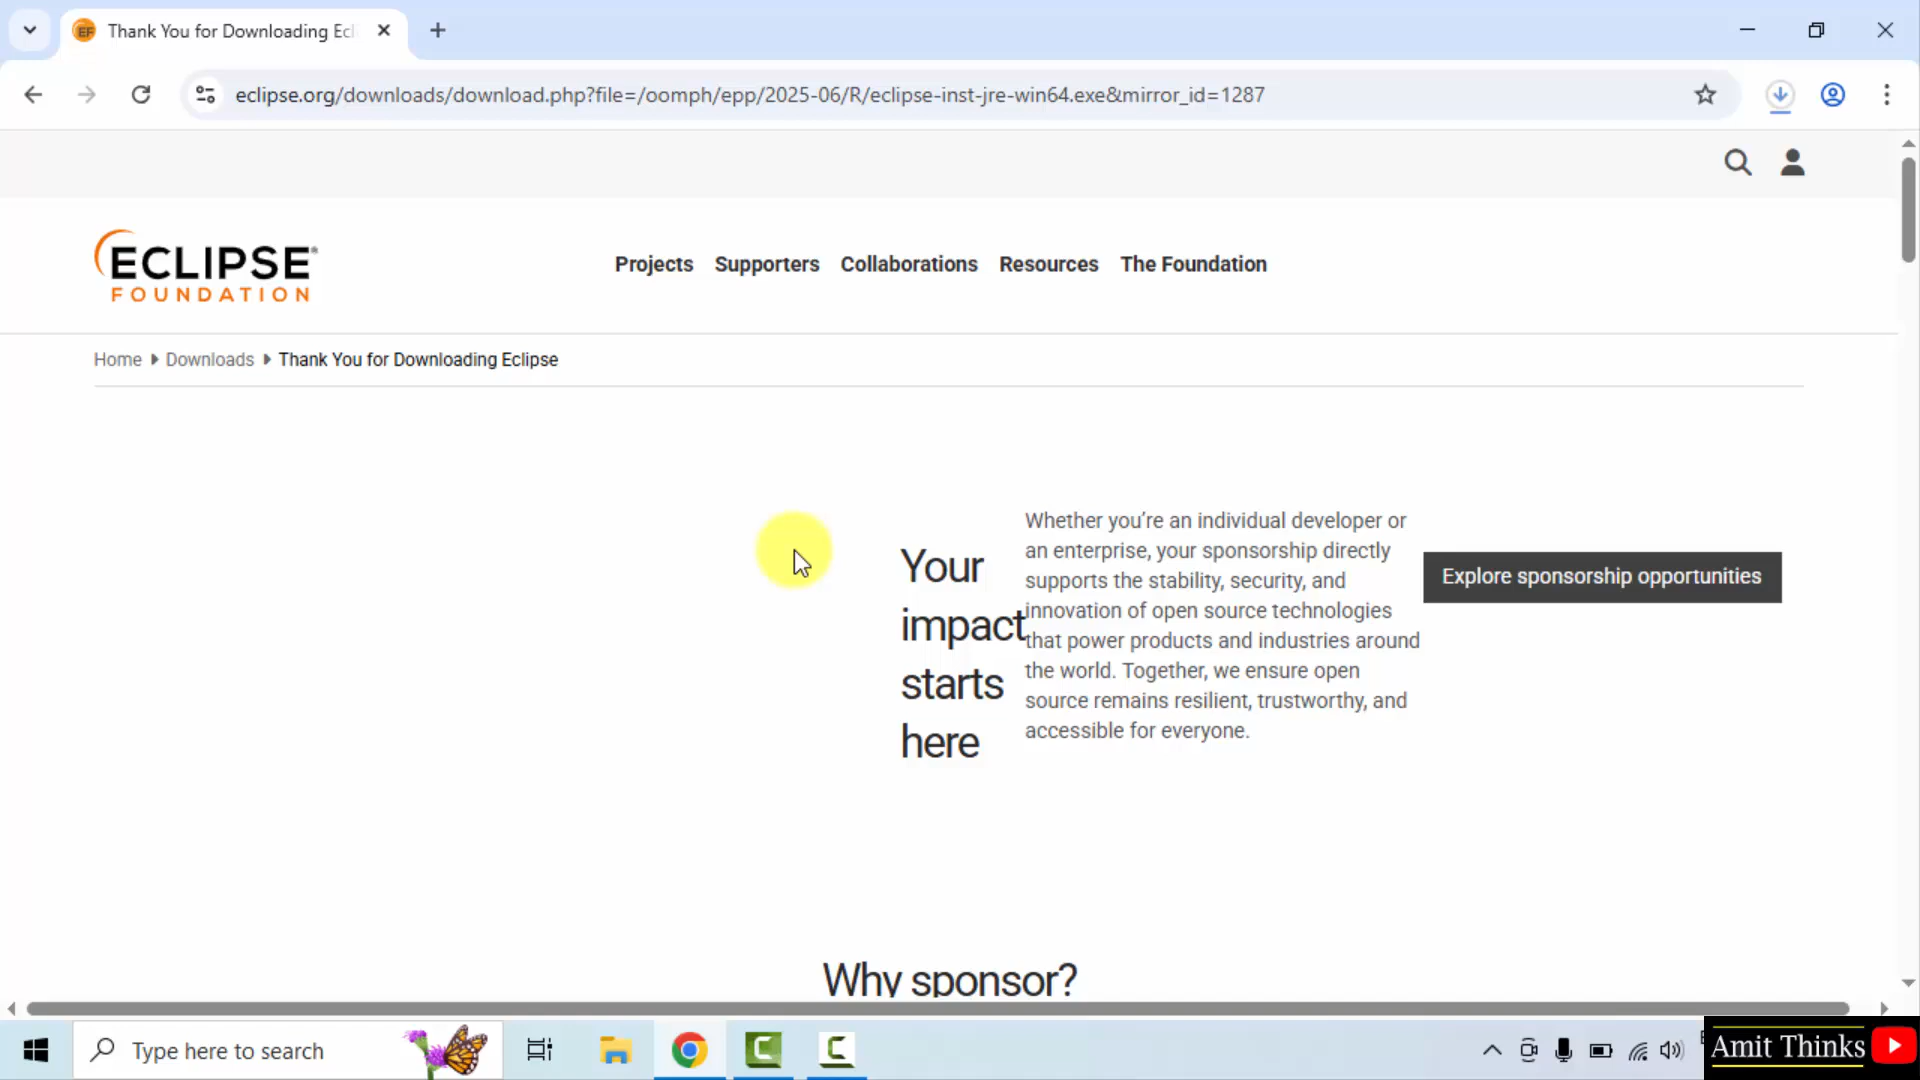 Thank You for Downloading Ecl
eclipse.org/downloads/download.php?file=/oomph/epp/2025-06/R/eclipse-inst-jre-win64.exe&mirror_id=1287
ECLIPSE®
FOUNDATION
Projects Supporters Collaborations Resources The Foundation
Home Downloads Thank You for Downloading Eclipse
Your
impact
starts
here
Whether you're an individual developer or
an enterprise, your sponsorship directly
supports the stability, security, and
innovation of open source technologies
that power products and industries around
the world. Together, we ensure open
source remains resilient, trustworthy, and
accessible for everyone.
Explore sponsorship opportunities
Why sponsor?
Type here to search
Amit Thinks